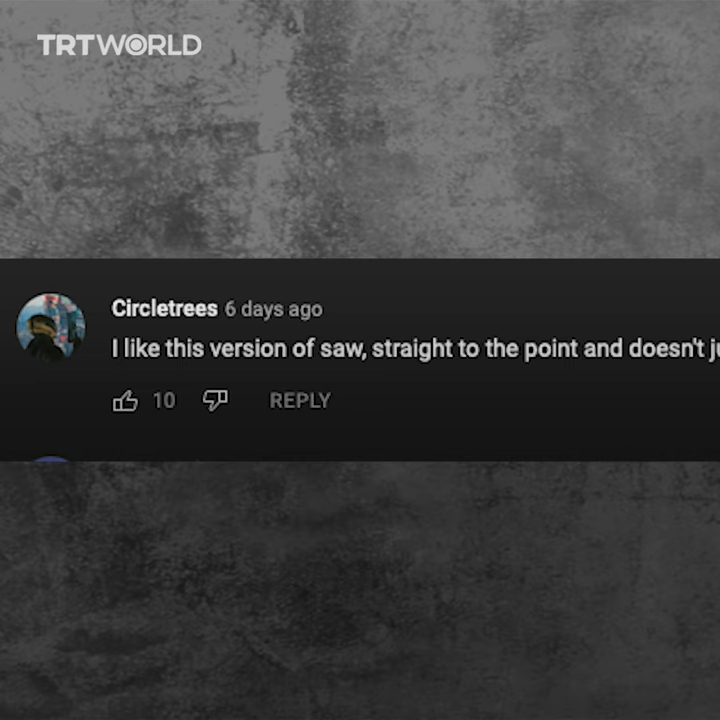 TRTWORLD
Circletrees 6 days ago
I like this version of saw, straight to the point and doesn't
10 REPLY